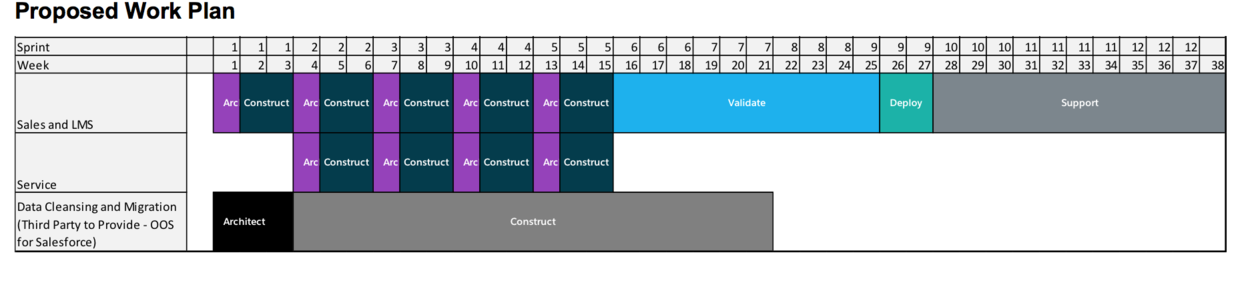 Proposed Work Plan
Sprint 1 1 1 2 2 2 3 3 3 4 4 4 5 5 5 6 6 6 7 7 7 8 8 8 9 9 9 10 10 10 11 11 11 11 12 12 12
Week 1 2 3 4 5 6 7 8 9 10 11 12 13 14 15 16 17 18 19 20 21 22 23 24 25 26 27 28 29 30 31 32 33 34 35 36 37 38
Arc Construct Arc Construct Arc Construct Arc Construct Arc Construct Validate Deploy Support
Sales and LMS
Arc Construct Arc Construct Arc Construct Arc Construct
Service
Data Cleansing and Migration
(Third Party to Provide - OOS
for Salesforce)
Architect Construct